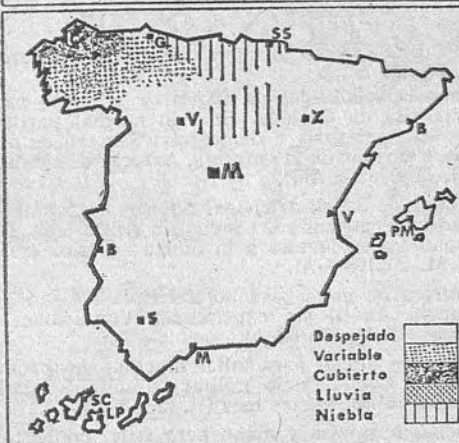 C
G
SS
V
Z
B
M
V
PM
B
S
M
SC
LP
Despejado
Variable
Cubierto
Lluvia
Niebla